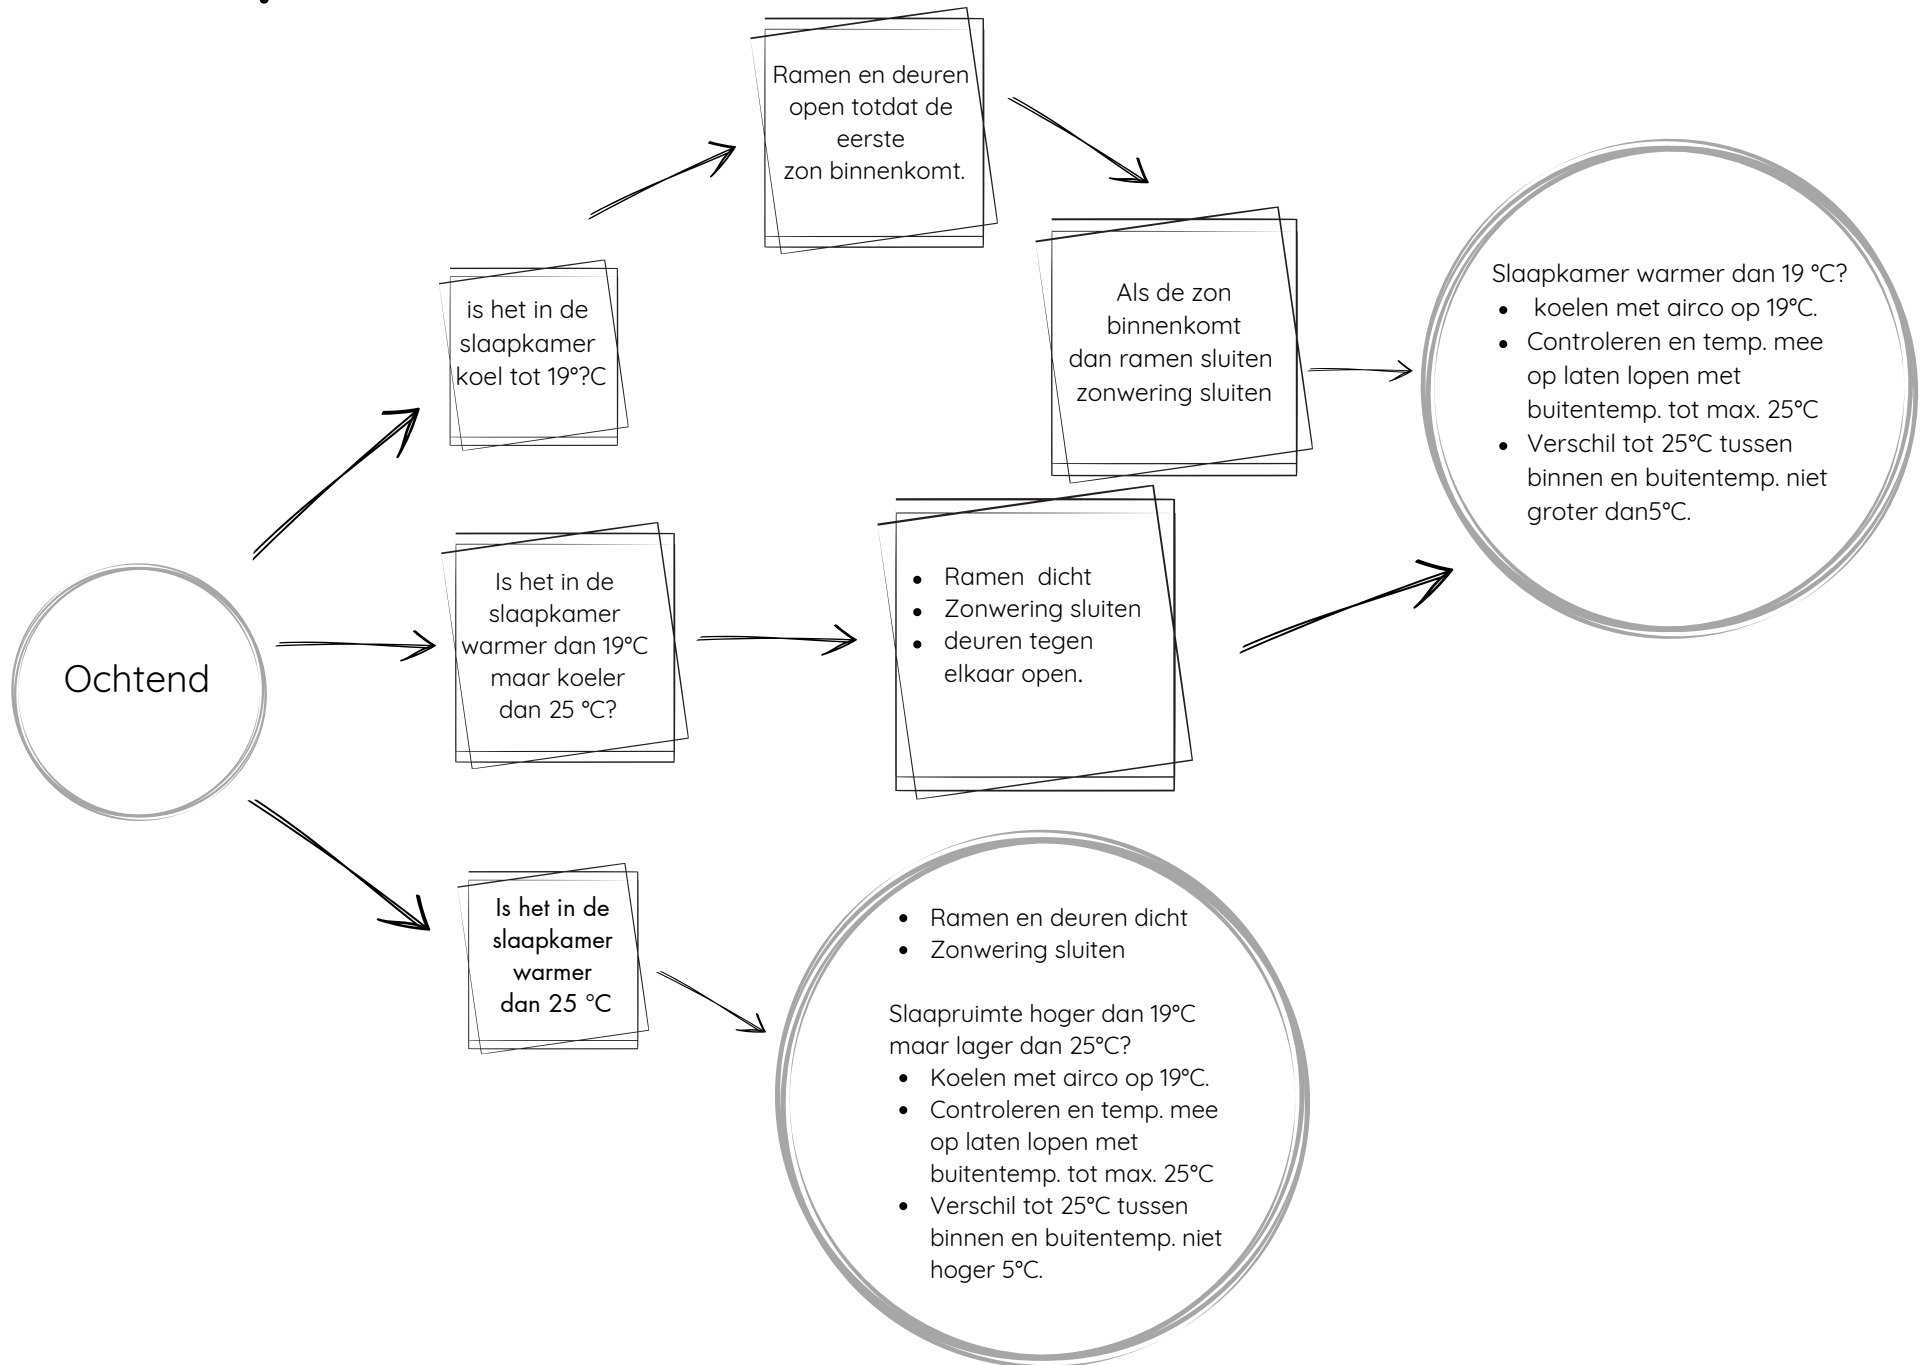 Ochtend
is het in de
slaapkamer
koel tot 19°?C
Ramen en deuren
open totdat de
eerste
zon binnenkomt.
Als de zon
binnenkomt
dan ramen sluiten
zonwering sluiten
Slaapkamer warmer dan 19 °C?
• koelen met airco op 19°C.
• Controleren en temp. mee
op laten lopen met
buitentemp. tot max. 25°C
• Verschil tot 25°C tussen
binnen en buitentemp. niet
groter dan5°C.
Is het in de
slaapkamer
warmer dan 19°C
maar koeler
dan 25 °C?
• Ramen dicht
• Zonwering sluiten
• deuren tegen
elkaar open.
Is het in de
slaapkamer
warmer
dan 25 °C
• Ramen en deuren dicht
• Zonwering sluiten
Slaapruimte hoger dan 19°C
maar lager dan 25°C?
• Koelen met airco op 19°C.
• Controleren en temp. mee
op laten lopen met
buitentemp. tot max. 25°C
• Verschil tot 25°C tussen
binnen en buitentemp. niet
hoger 5°C.